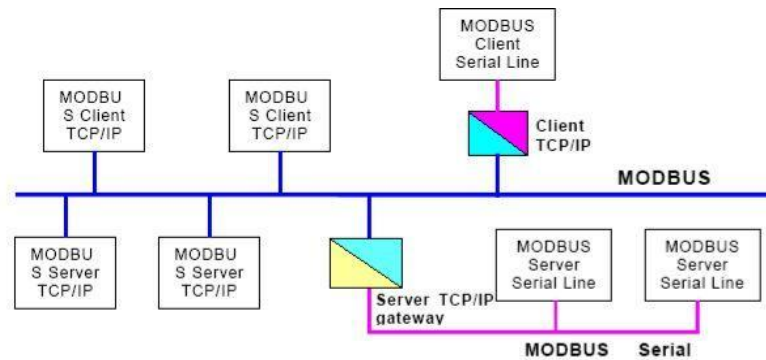 MODBUS
Client
Serial Line
MODBU
S Client
TCP/IP
MODBU
S Client
TCP/IP
Client
TCP/IP
MODBUS
MODBU
S Server
TCP/IP
MODBU
S Server
TCP/IP
MODBUS
Server
Serial Line
MODBUS
Server
Serial Line
Server TCP/IP
gateway
MODBUS Serial